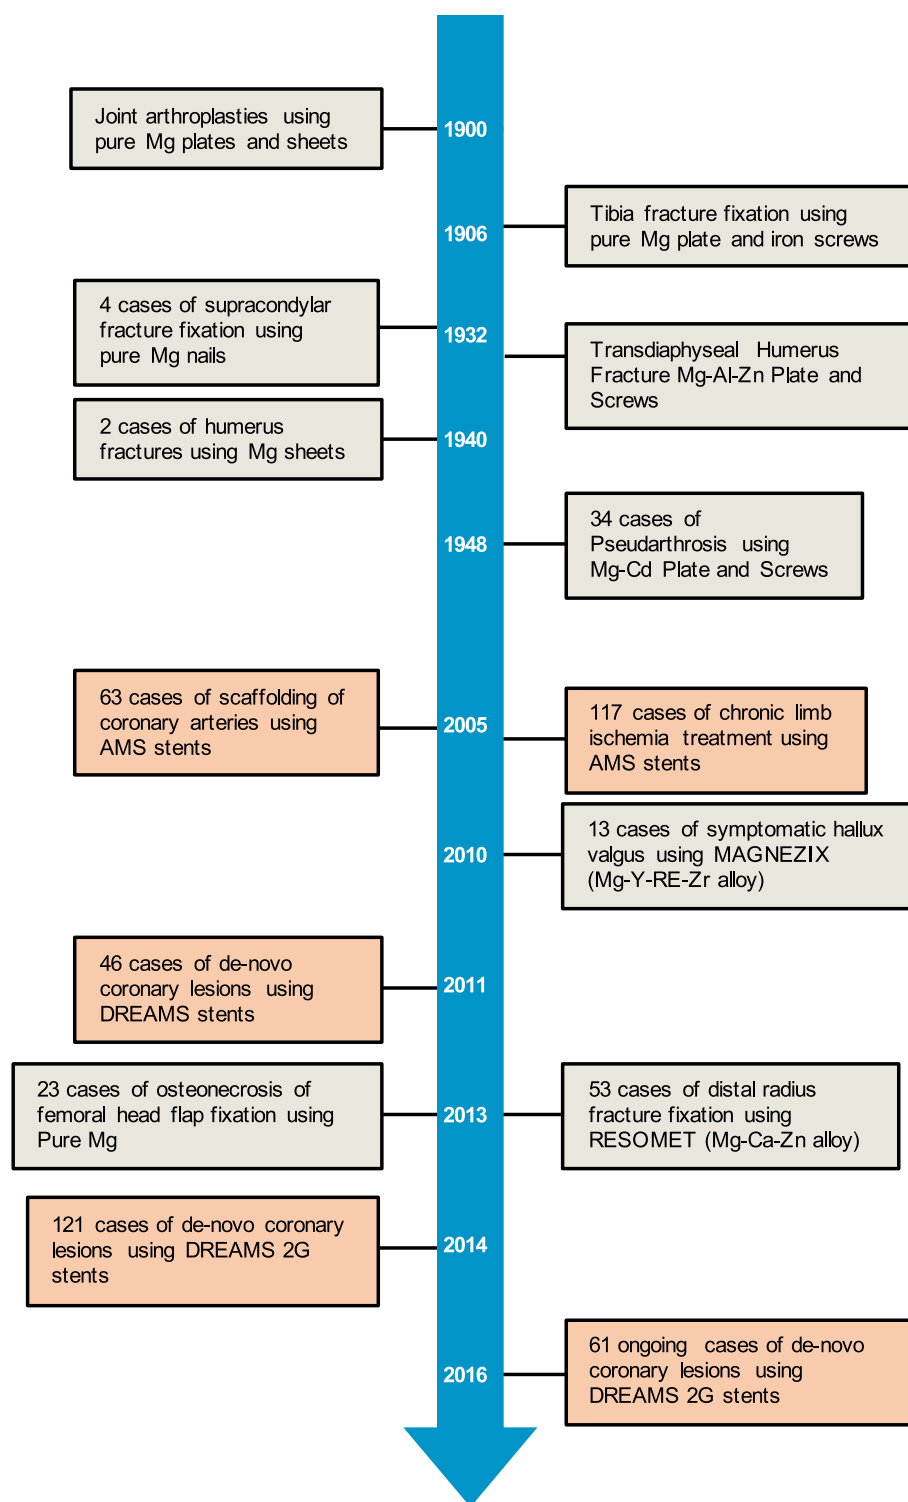 Joint arthroplasties using
pure Mg plates and sheets
1900
Tibia fracture fixation using
pure Mg plate and iron screws
1906
4 cases of supracondylar
fracture fixation using
pure Mg nails
1932
Transdiaphyseal Humerus
Fracture Mg-Al-Zn Plate and
Screws
2 cases of humerus
fractures using Mg sheets
1940
34 cases of
Pseudarthrosis using
Mg-Cd Plate and Screws
1948
63 cases of scaffolding of
coronary arteries using
AMS stents
2005
117 cases of chronic limb
ischemia treatment using
AMS stents
13 cases of symptomatic hallux
valgus using MAGNEZIX
(Mg-Y-RE-Zr alloy)
2010
46 cases of de-novo
coronary lesions using
DREAMS stents
2011
23 cases of osteonecrosis of
femoral head flap fixation using
Pure Mg
2013
53 cases of distal radius
fracture fixation using
RESOMET (Mg-Ca-Zn alloy)
121 cases of de-novo coronary
lesions using DREAMS 2G
stents
2014
61 ongoing cases of de-novo
coronary lesions using
DREAMS 2G stents
2016